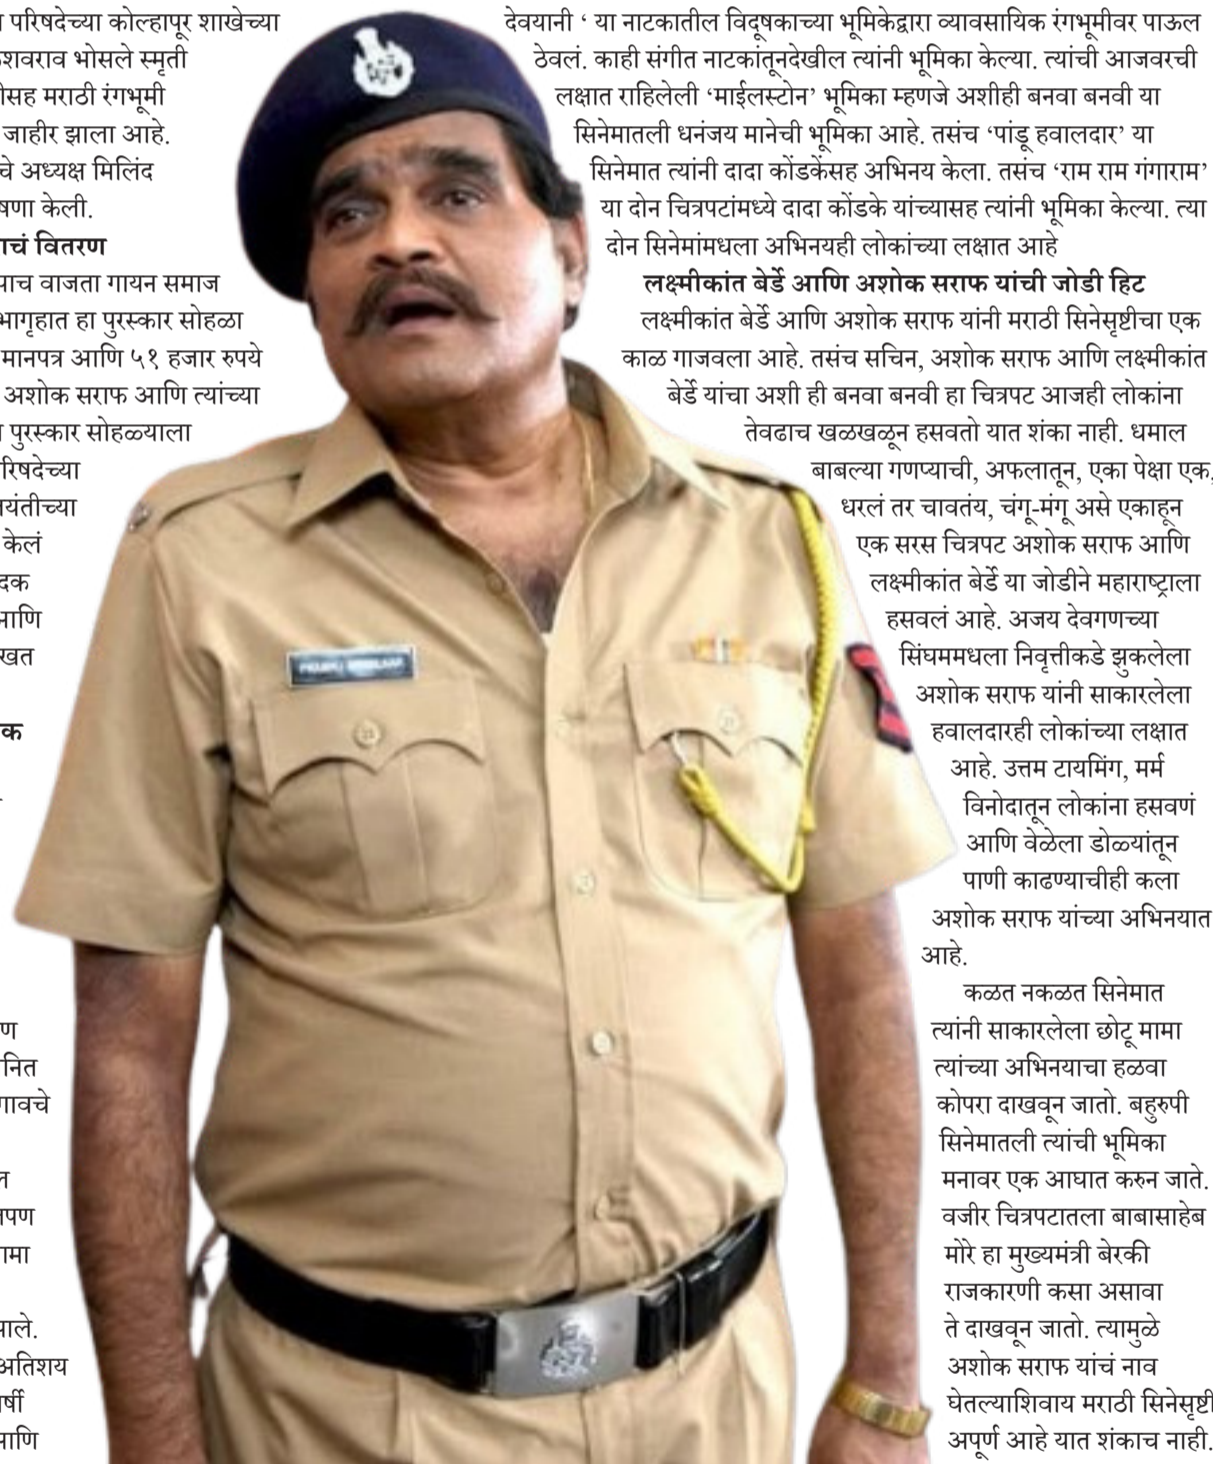 परिषदेच्या कोल्हापूर शाखेच्या
शवराव भोसले स्मृती
सह मराठी रंगभूमी
जाहीर झाला आहे.
चे अध्यक्ष मिलिंद
षणा केली.
चं वितरण
याच वाजता गायन समाज
भागृहात हा पुरस्कार सोहळा
मानपत्र आणि ५१ हजार रुपये
अशोक सराफ आणि त्यांच्या
पुरस्कार सोहळ्याला
रिषदेच्या
यंतीच्या
केलं
दक
आणि
खत
क
ण
नित
गावचे
पण
मा
ाले.
अतिशय
र्षी
आणि
देवयानी ‘ या नाटकातील विदूषकाच्या भूमिकेद्वारा व्यावसायिक रंगभूमीवर पाऊल
ठेवलं. काही संगीत नाटकांतूनदेखील त्यांनी भूमिका केल्या. त्यांची आजवरची
लक्षात राहिलेली ‘माईलस्टोन’ भूमिका म्हणजे अशीही बनवा बनवी या
सिनेमातली धनंजय मानेची भूमिका आहे. तसंच ‘पांडू हवालदार’ या
सिनेमात त्यांनी दादा कोंडकेंसह अभिनय केला. तसंच ‘राम राम गंगाराम’
या दोन चित्रपटांमध्ये दादा कोंडके यांच्यासह त्यांनी भूमिका केल्या. त्या
दोन सिनेमांमधला अभिनयही लोकांच्या लक्षात आहे
लक्ष्मीकांत बेर्डे आणि अशोक सराफ यांची जोडी हिट
लक्ष्मीकांत बेर्डे आणि अशोक सराफ यांनी मराठी सिनेसृष्टीचा एक
काळ गाजवला आहे. तसंच सचिन, अशोक सराफ आणि लक्ष्मीकांत
बेर्डे यांचा अशी ही बनवा बनवी हा चित्रपट आजही लोकांना
तेवढाच खळखळून हसवतो यात शंका नाही. धमाल
बाबल्या गणप्याची, अफलातून, एका पेक्षा एक,
धरलं तर चावतंय, चंगू-मंगू असे एकाहून
एक सरस चित्रपट अशोक सराफ आणि
लक्ष्मीकांत बेर्डे या जोडीने महाराष्ट्राला
हसवलं आहे. अजय देवगणच्या
सिंघममधला निवृत्तीकडे झुकलेला
अशोक सराफ यांनी साकारलेला
हवालदारही लोकांच्या लक्षात
आहे. उत्तम टायमिंग, मर्म
विनोदातून लोकांना हसवणं
आणि वेळेला डोळ्यांतून
पाणी काढण्याचीही कला
अशोक सराफ यांच्या अभिनयात
आहे.
कळत नकळत सिनेमात
त्यांनी साकारलेला छोटू मामा
त्यांच्या अभिनयाचा हळवा
कोपरा दाखवून जातो. बहुरुपी
सिनेमातली त्यांची भूमिका
मनावर एक आघात करुन जाते.
वजीर चित्रपटातला बाबासाहेब
मोरे हा मुख्यमंत्री बेरकी
राजकारणी कसा असावा
ते दाखवून जातो. त्यामुळे
अशोक सराफ यांचं नाव
घेतल्याशिवाय मराठी सिनेसृष्टी
अपूर्ण आहे यात शंकाच नाही.